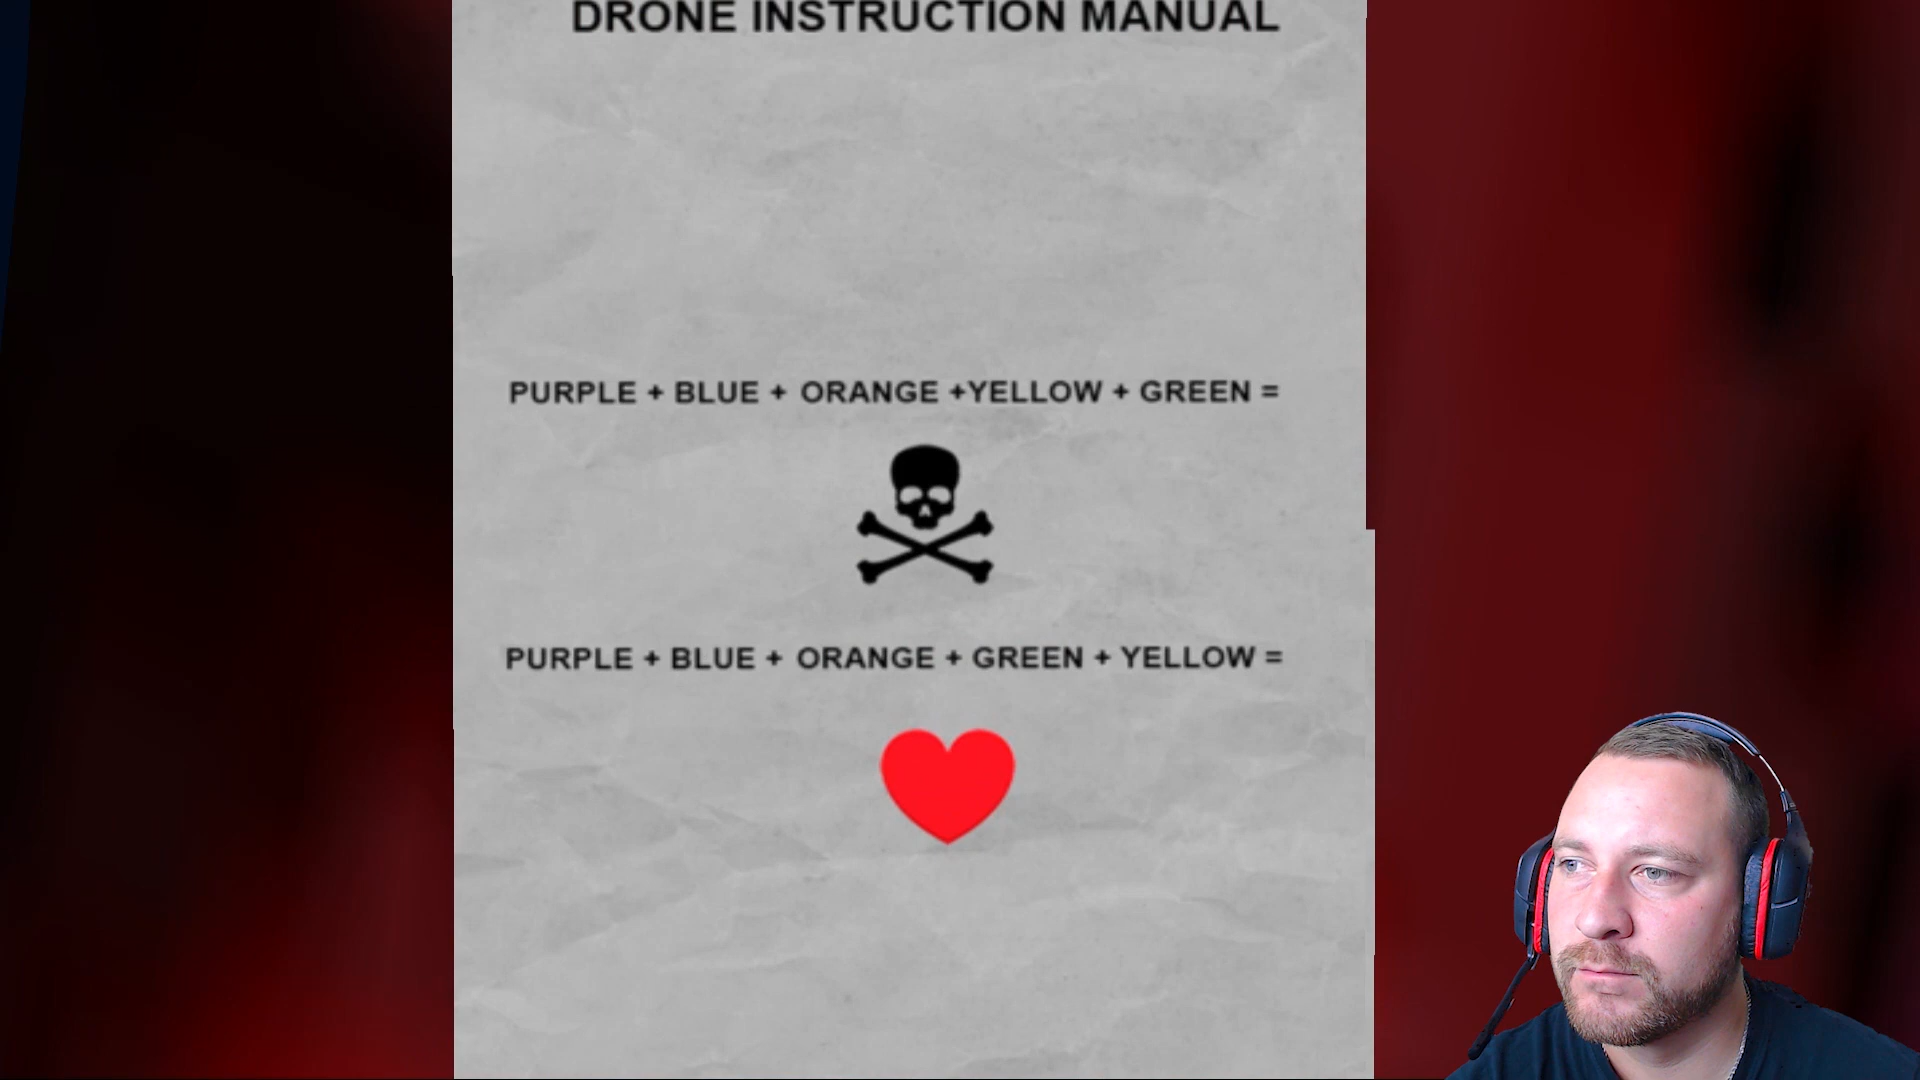 DRONE INSTRUCTION MANUAL
PURPLE + BLUE + ORANGE +YELLOW + GREEN =
PURPLE + BLUE + ORANGE + GREEN + YELLOW =